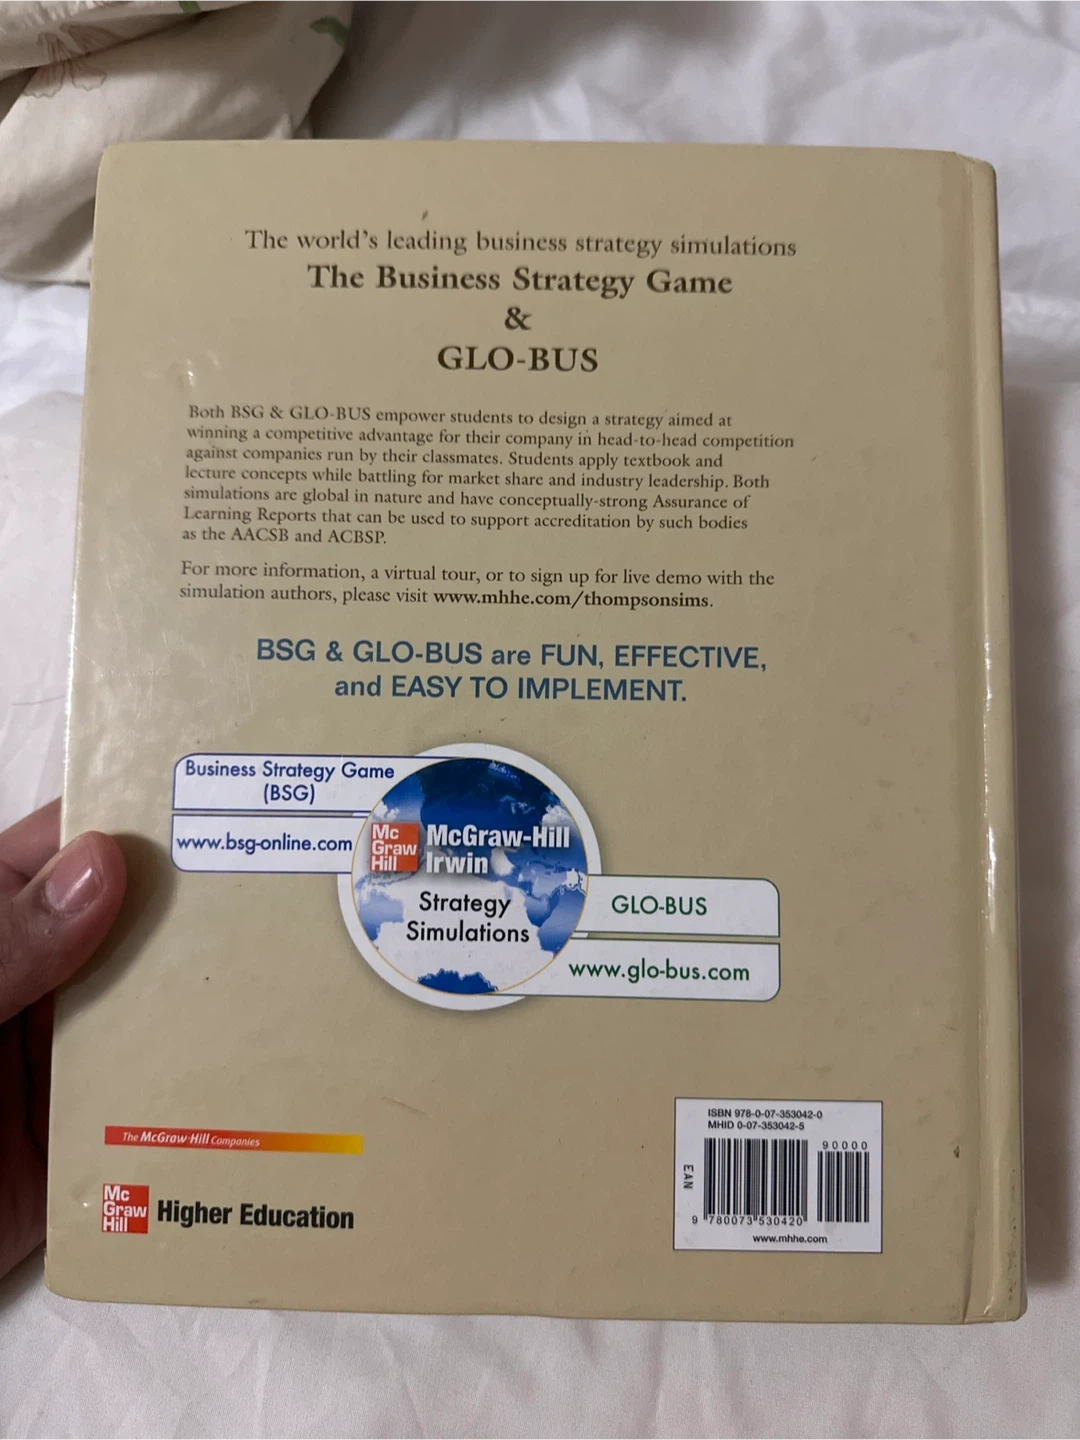 The world's leading business strategy simulations
The Business Strategy Game
&
GLO-BUS
Both BSG & GLO-BUS empower students to design a strategy aimed at
winning a competitive advantage for their company in head-to-head competition
against companies run by their classmates. Students apply textbook and
lecture concepts while battling for market share and industry leadership. Both
simulations are global in nature and have conceptually-strong Assurance of
Learning Reports that can be used to support accreditation by such bodies
as the AACSB and ACBSP.
For more information, a virtual tour, or to sign up for live demo with the
simulation authors, please visit www.mhhe.com/thompsonsims.
BSG & GLO-BUS are FUN, EFFECTIVE,
and EASY TO IMPLEMENT.
Business Strategy Game
(BSG)
www.bsg-online.com
Mc
Graw
Hill
McGraw-Hill
Irwin
Strategy
Simulations
GLO-BUS
www.glo-bus.com
The McGraw-Hill Companies
Mc
Graw
Hill
Higher Education
ISBN 978-0-07-353042-0
MHID 0-07-353042-5
90000
EAN
9 780073 530420
www.mhhe.com